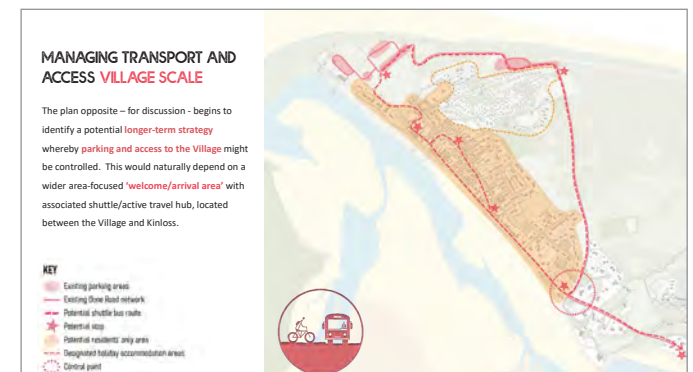 MANAGING TRANSPORT AND
ACCESS VILLAGE SCALE
The plan opposite – for discussion - begins to
identify a potential longer-term strategy
whereby parking and access to the Village might
be controlled. This would naturally depend on a
wider area-focused ‘welcome/arrival area’ with
associated shuttle/active travel hub, located
between the Village and Kinloss.
KEY
Existing parking areas
Existing Road network
Potential shuttle bus route
Potential stop
Potential residents' only area
Designated holiday accommodation areas
Control point